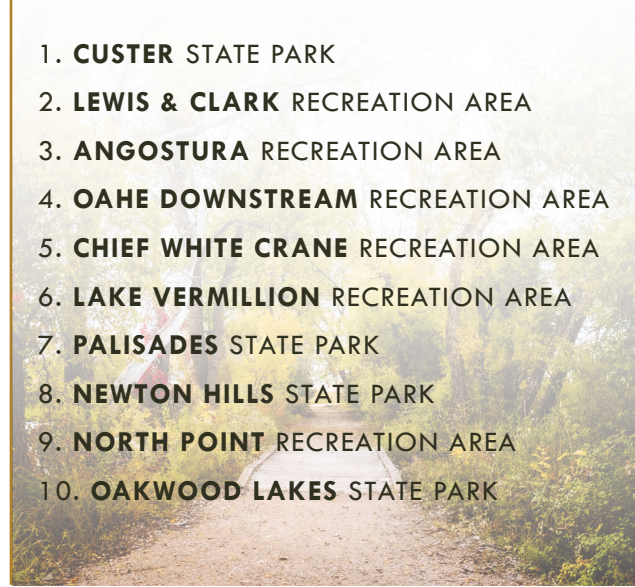 1. CUSTER STATE PARK
2. LEWIS & CLARK RECREATION AREA
3. ANGOSTURA RECREATION AREA
4. OAHE DOWNSTREAM RECREATION AREA
5. CHIEF WHITE CRANE RECREATION AREA
6. LAKE VERMILLION RECREATION AREA
7. PALISADES STATE PARK
8. NEWTON HILLS STATE PARK
9. NORTH POINT RECREATION AREA
10. OAKWOOD LAKES STATE PARK